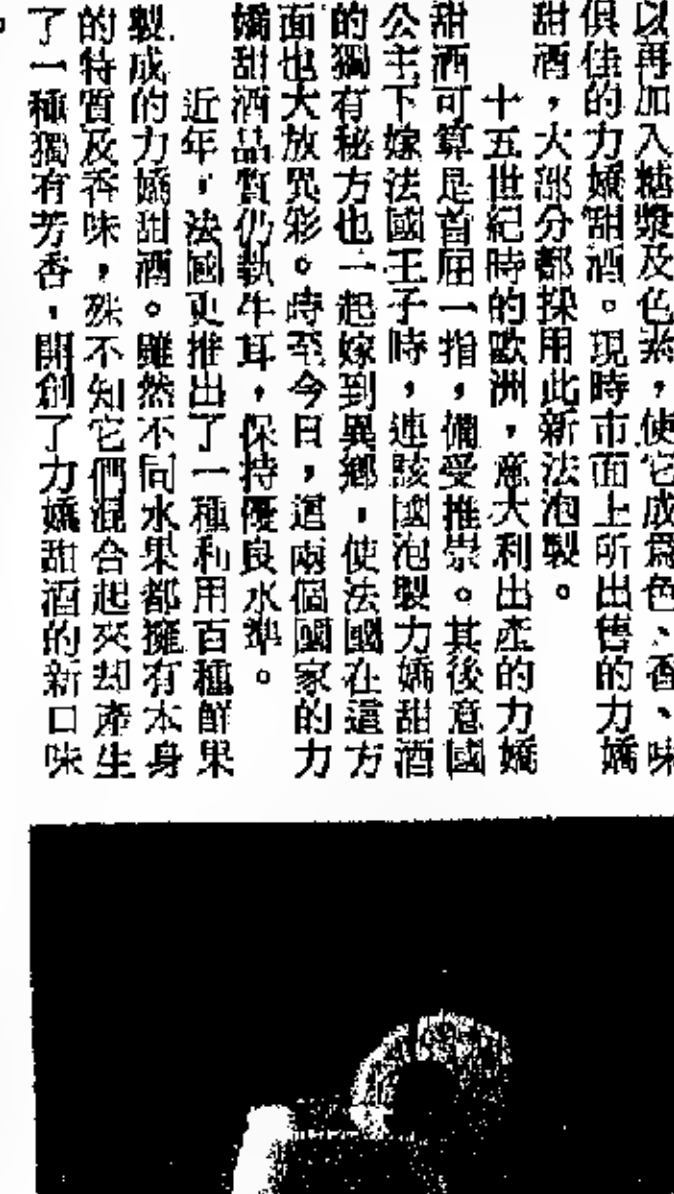 以再加入糖漿及色素，使它成爲色、香、味
俱佳的力嬌甜酒。現時市面上所出售的力嬌
甜酒，大部分都採用此新法泡製。
十五世紀時的歐洲，意大利出產的力嬌
甜酒可算是首屈一指，備受推崇。其後意國
公主下嫁法國王子時，連該國泡製力嬌甜酒
的獨有秘方也一起嫁到異鄉，使法國在這方
面也大放異彩。時至今日，這兩個國家的力
嬌甜酒品質仍執牛耳，保持優良水準。
近年，法國更推出了一種利用百種鮮果
製成的力嬌甜酒。雖然不同水果都擁有本身
的特質及香味，殊不知它們混合起來却產生
了一種獨有芳香，開創了力嬌甜酒的新口味
。